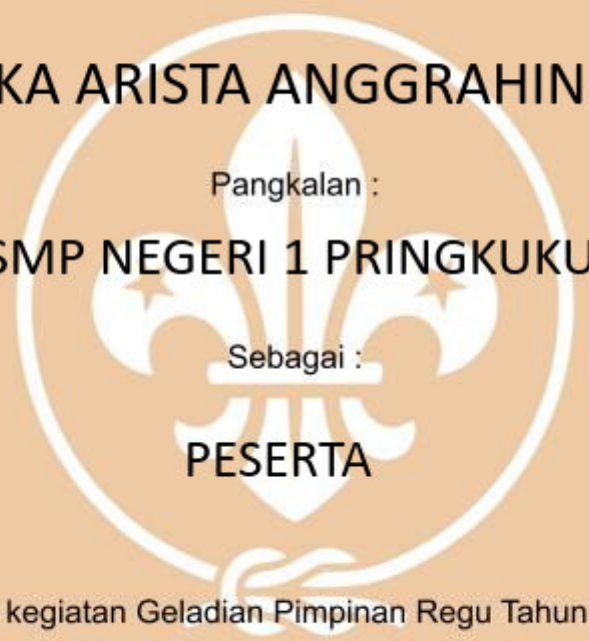 KA ARISTA ANGGRAHIN
Pangkalan :
SMP NEGERI 1 PRINGKUKU
Sebagai :
PESERTA
kegiatan Geladian Pimpinan Regu Tahun